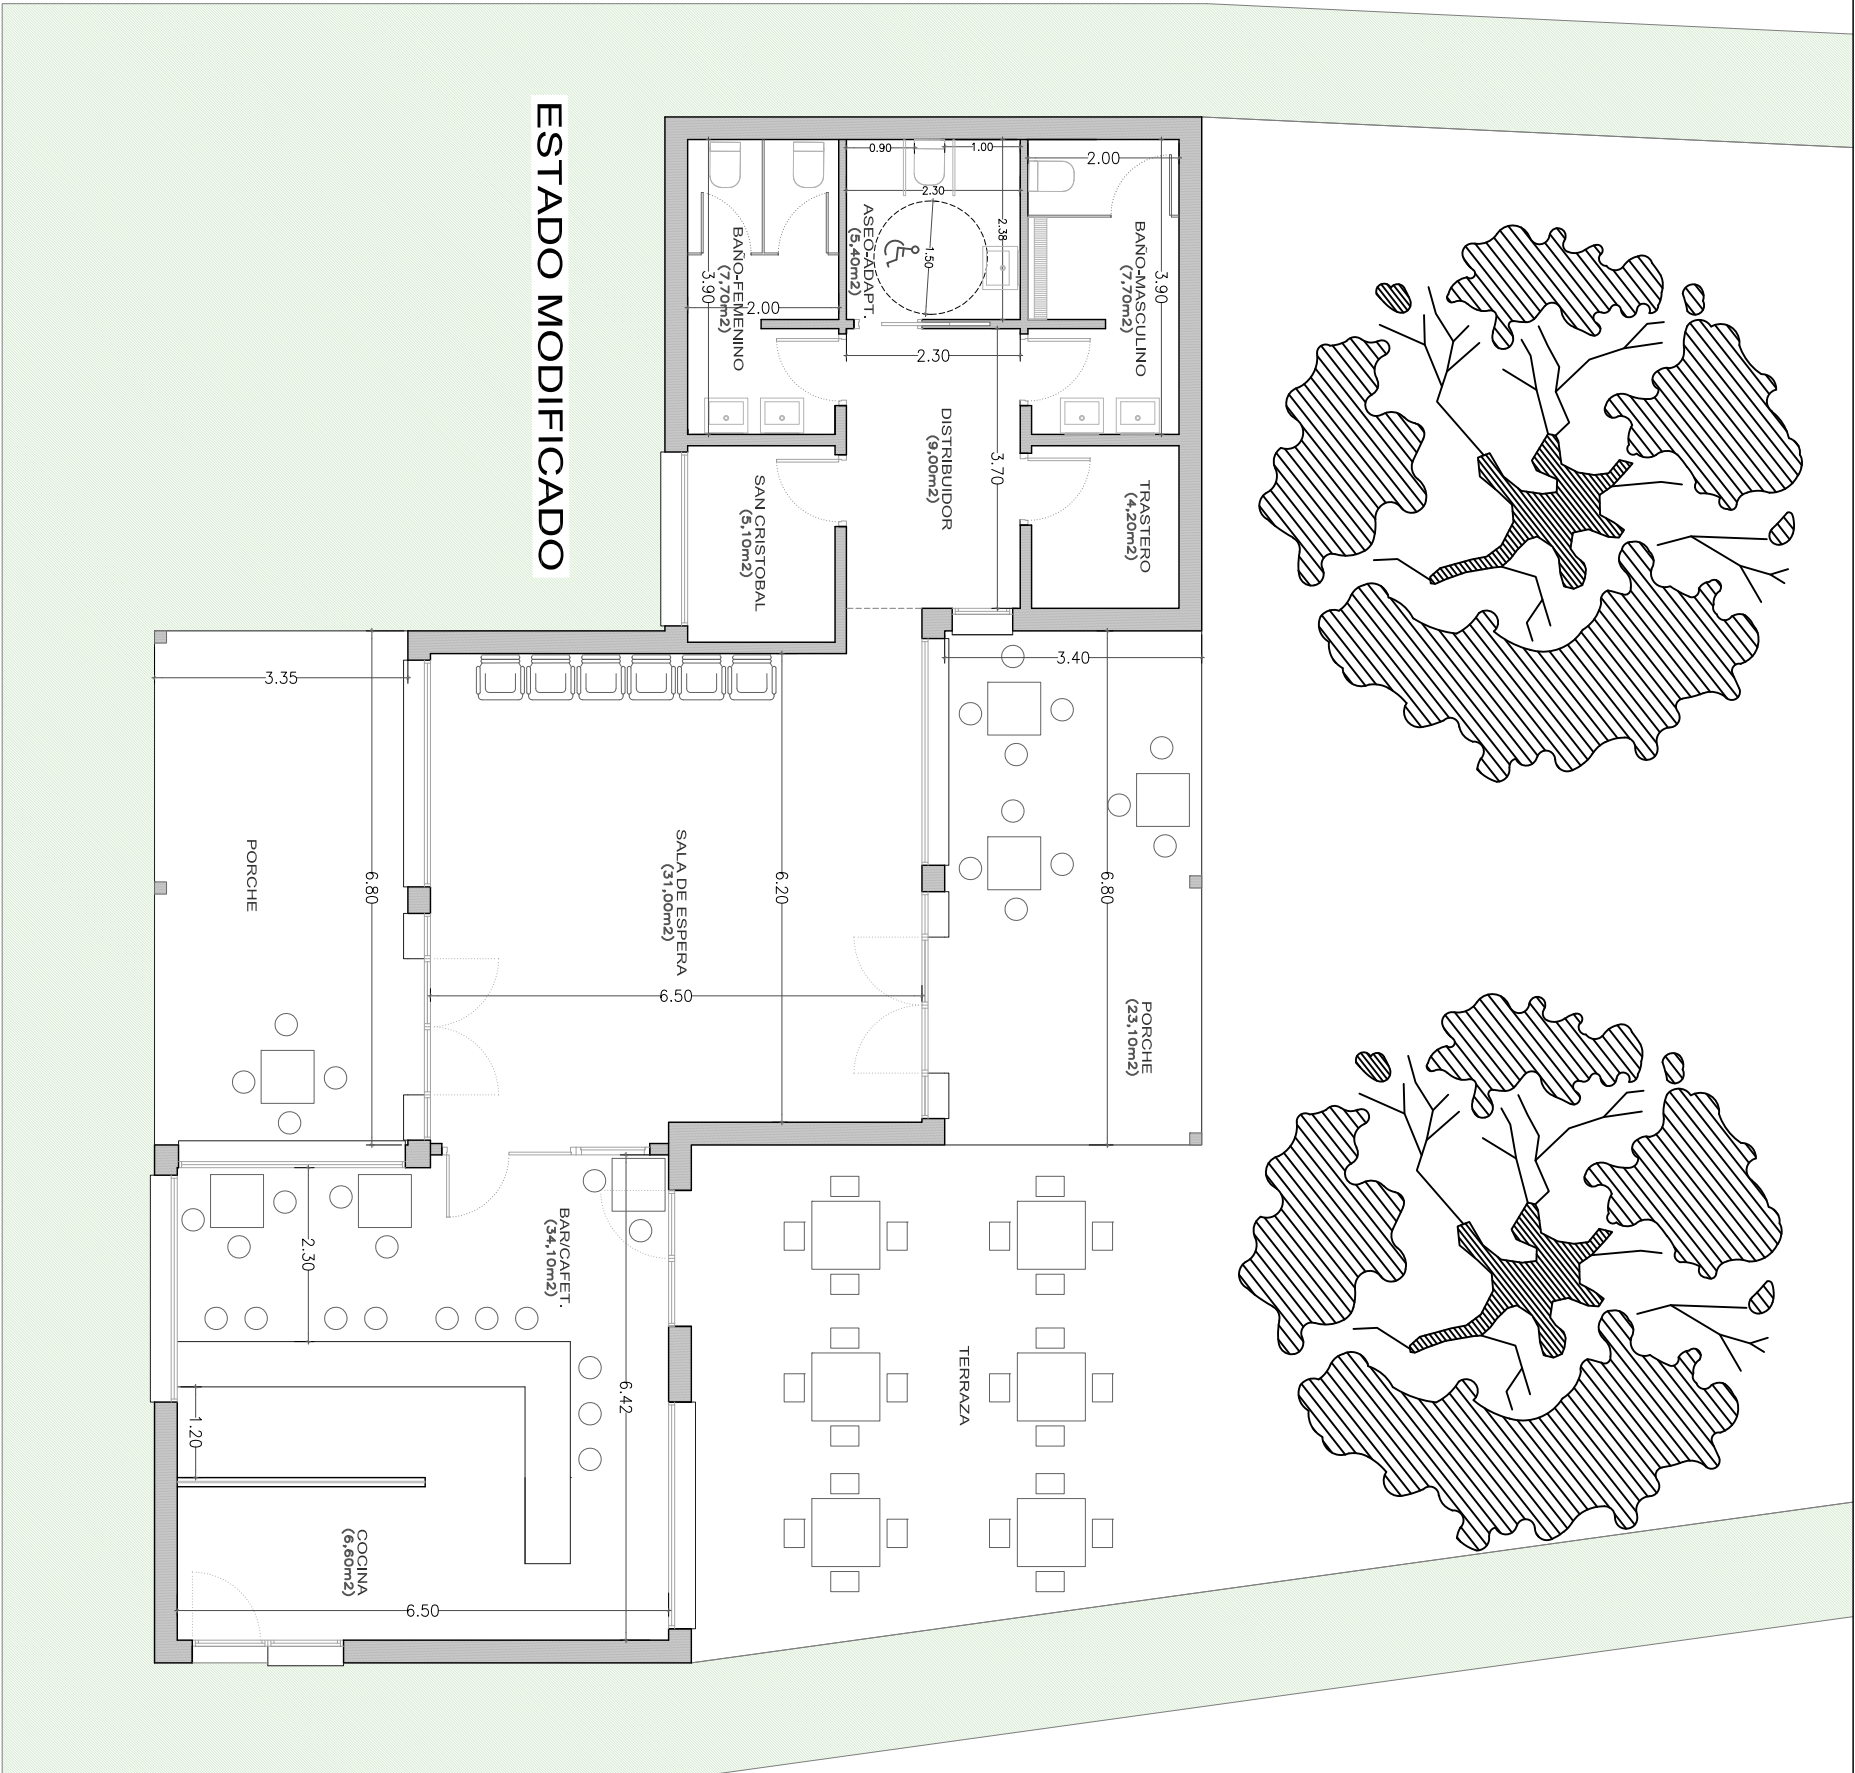 ESTADO MODIFICADO
BAÑO-MASCULINO
(7,70m2)
2.00
3.90
ASEO-ADAPT.
(5,40m2)
0.90
1.00
2.30
2.38
1.50
BAÑO-FEMENINO
(7,70m2)
3.90
2.00
2.30
DISTRIBUIDOR
(9,00m2)
3.70
TRASTERO
(4,20m2)
SAN CRISTOBAL
(5,10m2)
3.40
6.80
PORCHE
(23,10m2)
SALA DE ESPERA
(31,00m2)
6.20
6.50
3.35
6.80
PORCHE
BAR/CAFET.
(34,10m2)
2.30
6.42
1.20
TERRAZA
COCINA
(6,60m2)
6.50